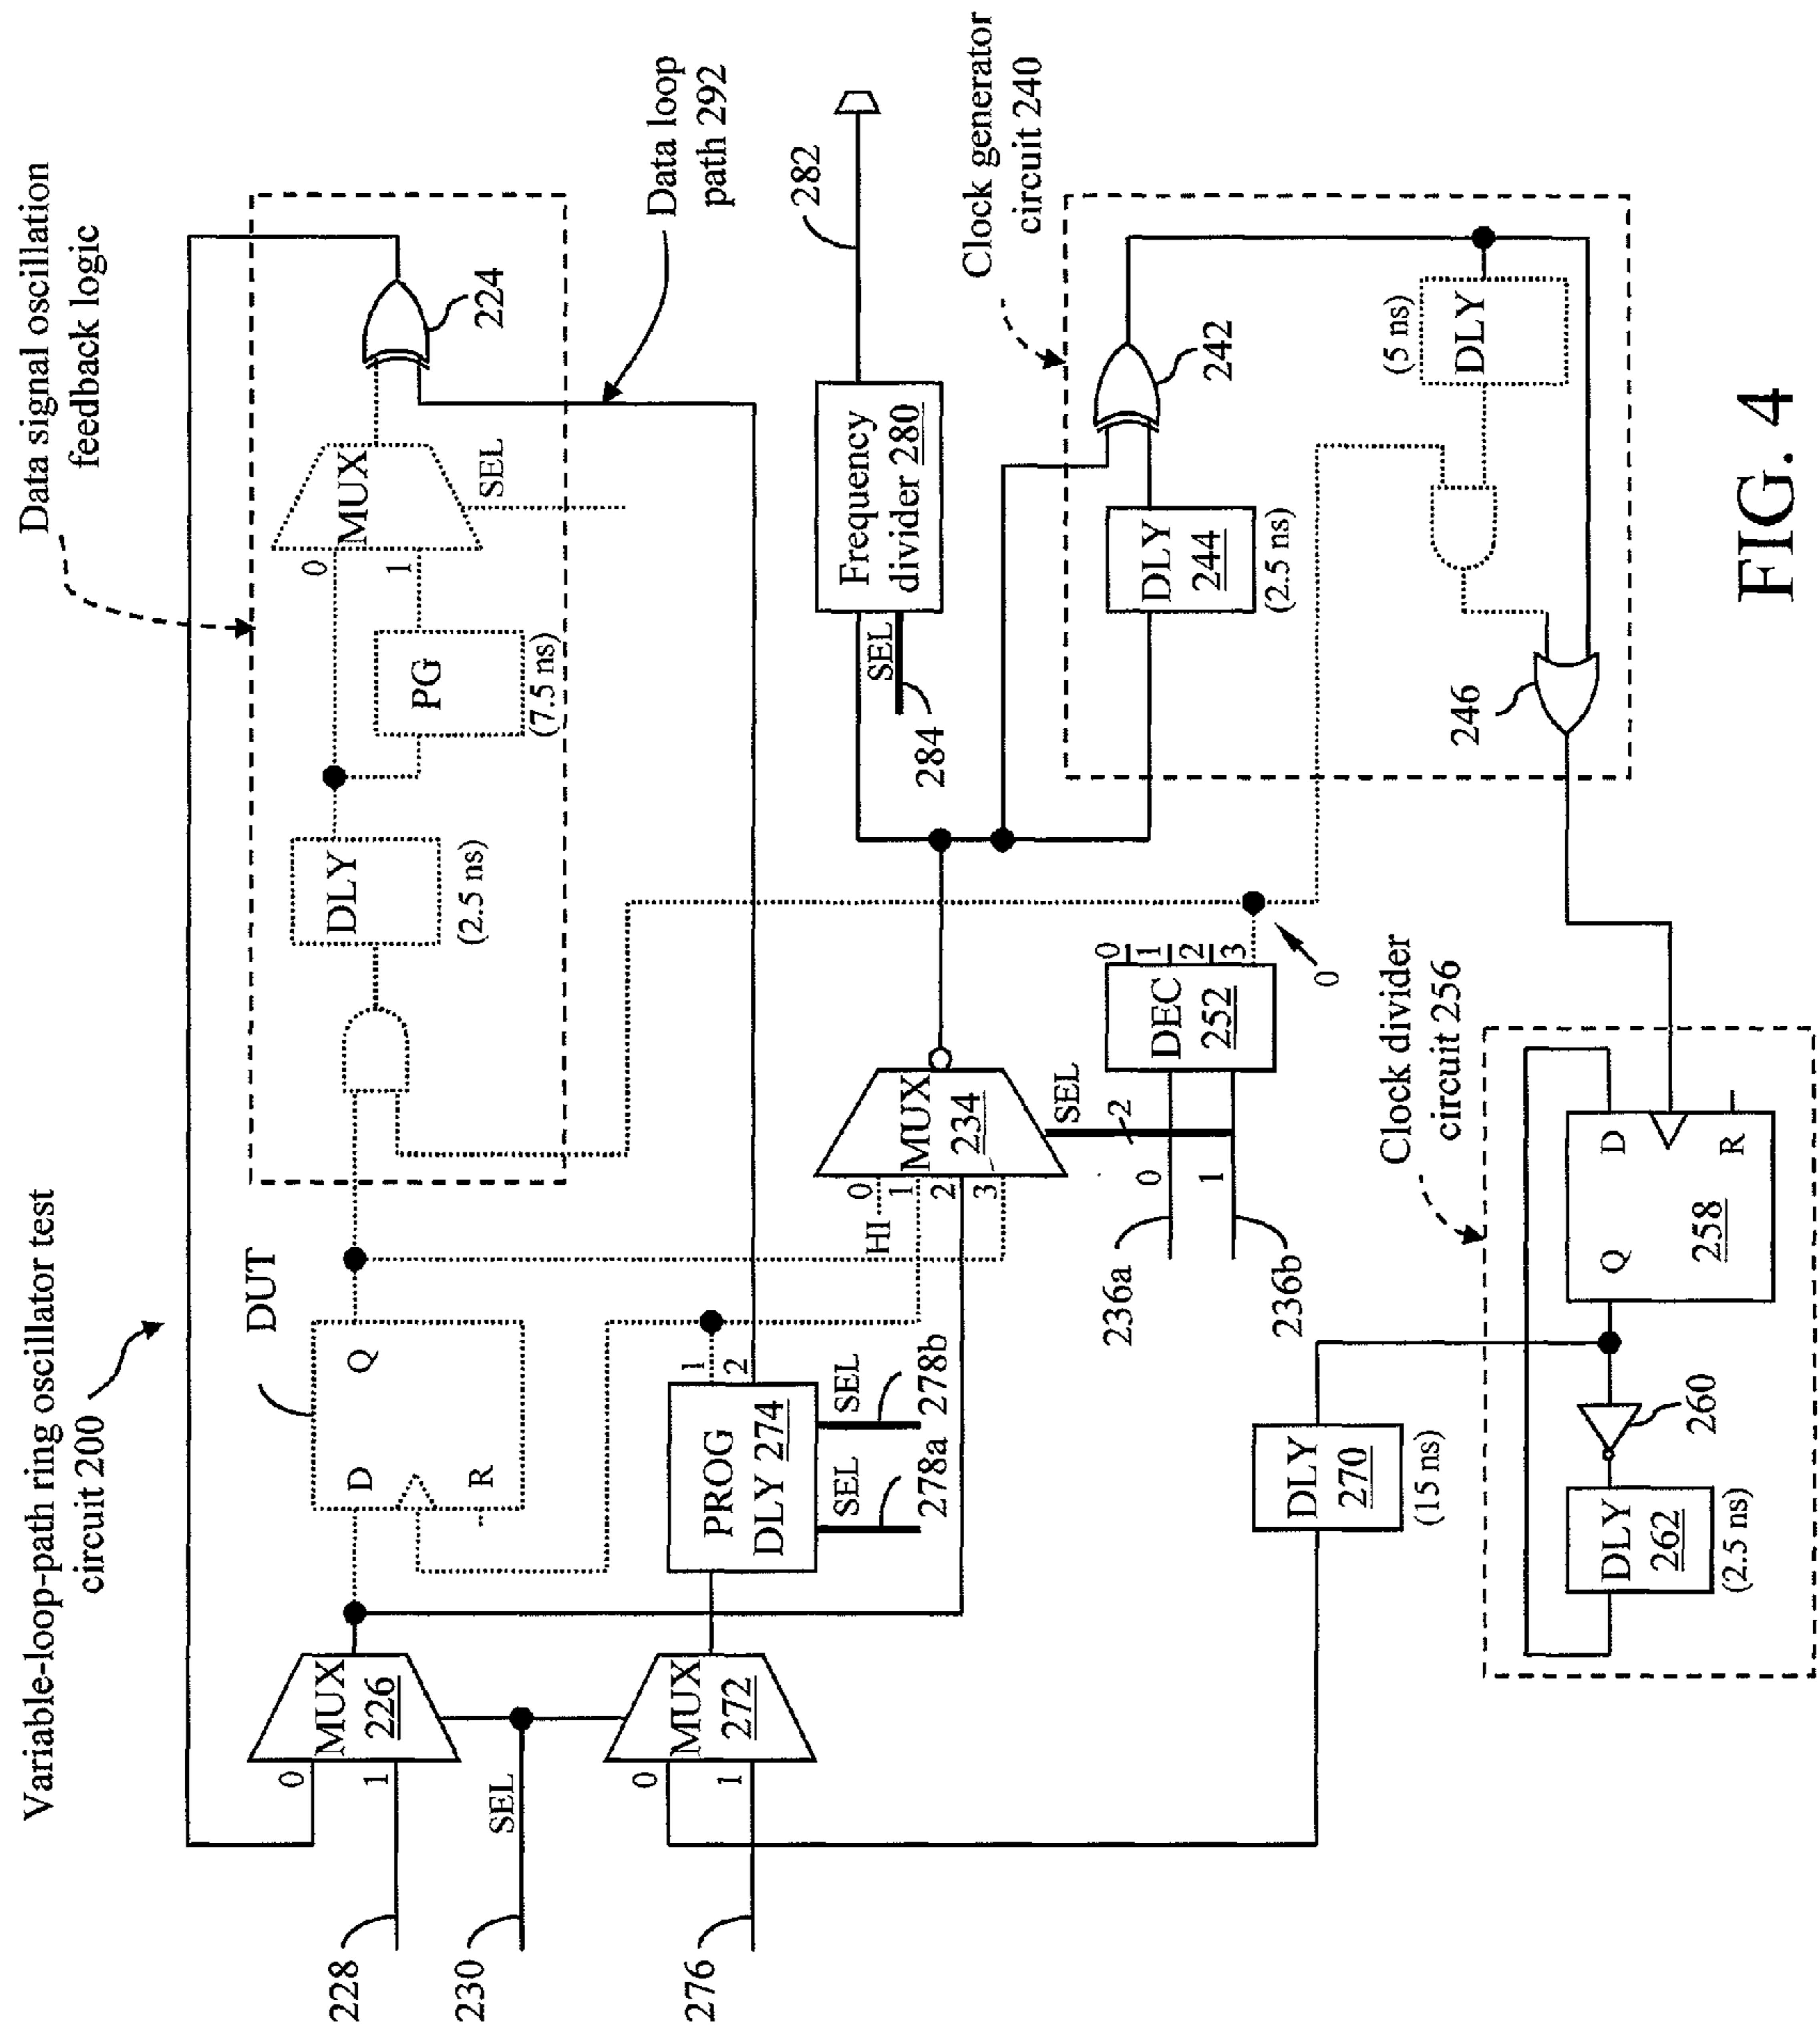 Variable-loop-path ring oscillator test
circuit 200
Data signal oscillation
feedback logic
228
230
276
SEL
0
1
MUX
226
0
1
MUX
272
DUT
D
Q
R
DLY
(2.5 ns)
PG
(7.5 ns)
0
1
MUX
SEL
224
Data loop
path 292
PROG
DLY 274
1
2
SEL
278a
SEL
278b
HI
0
1
2
3
MUX
234
SEL
2
236a
0
236b
1
DEC
252
0
1
2
3
0
Frequency
divider 280
SEL
284
282
Clock generator
circuit 240
DLY
244
(2.5 ns)
242
(5 ns)
DLY
246
DLY
270
(15 ns)
Clock divider
circuit 256
DLY
262
(2.5 ns)
260
Q
D
258
R
FIG. 4